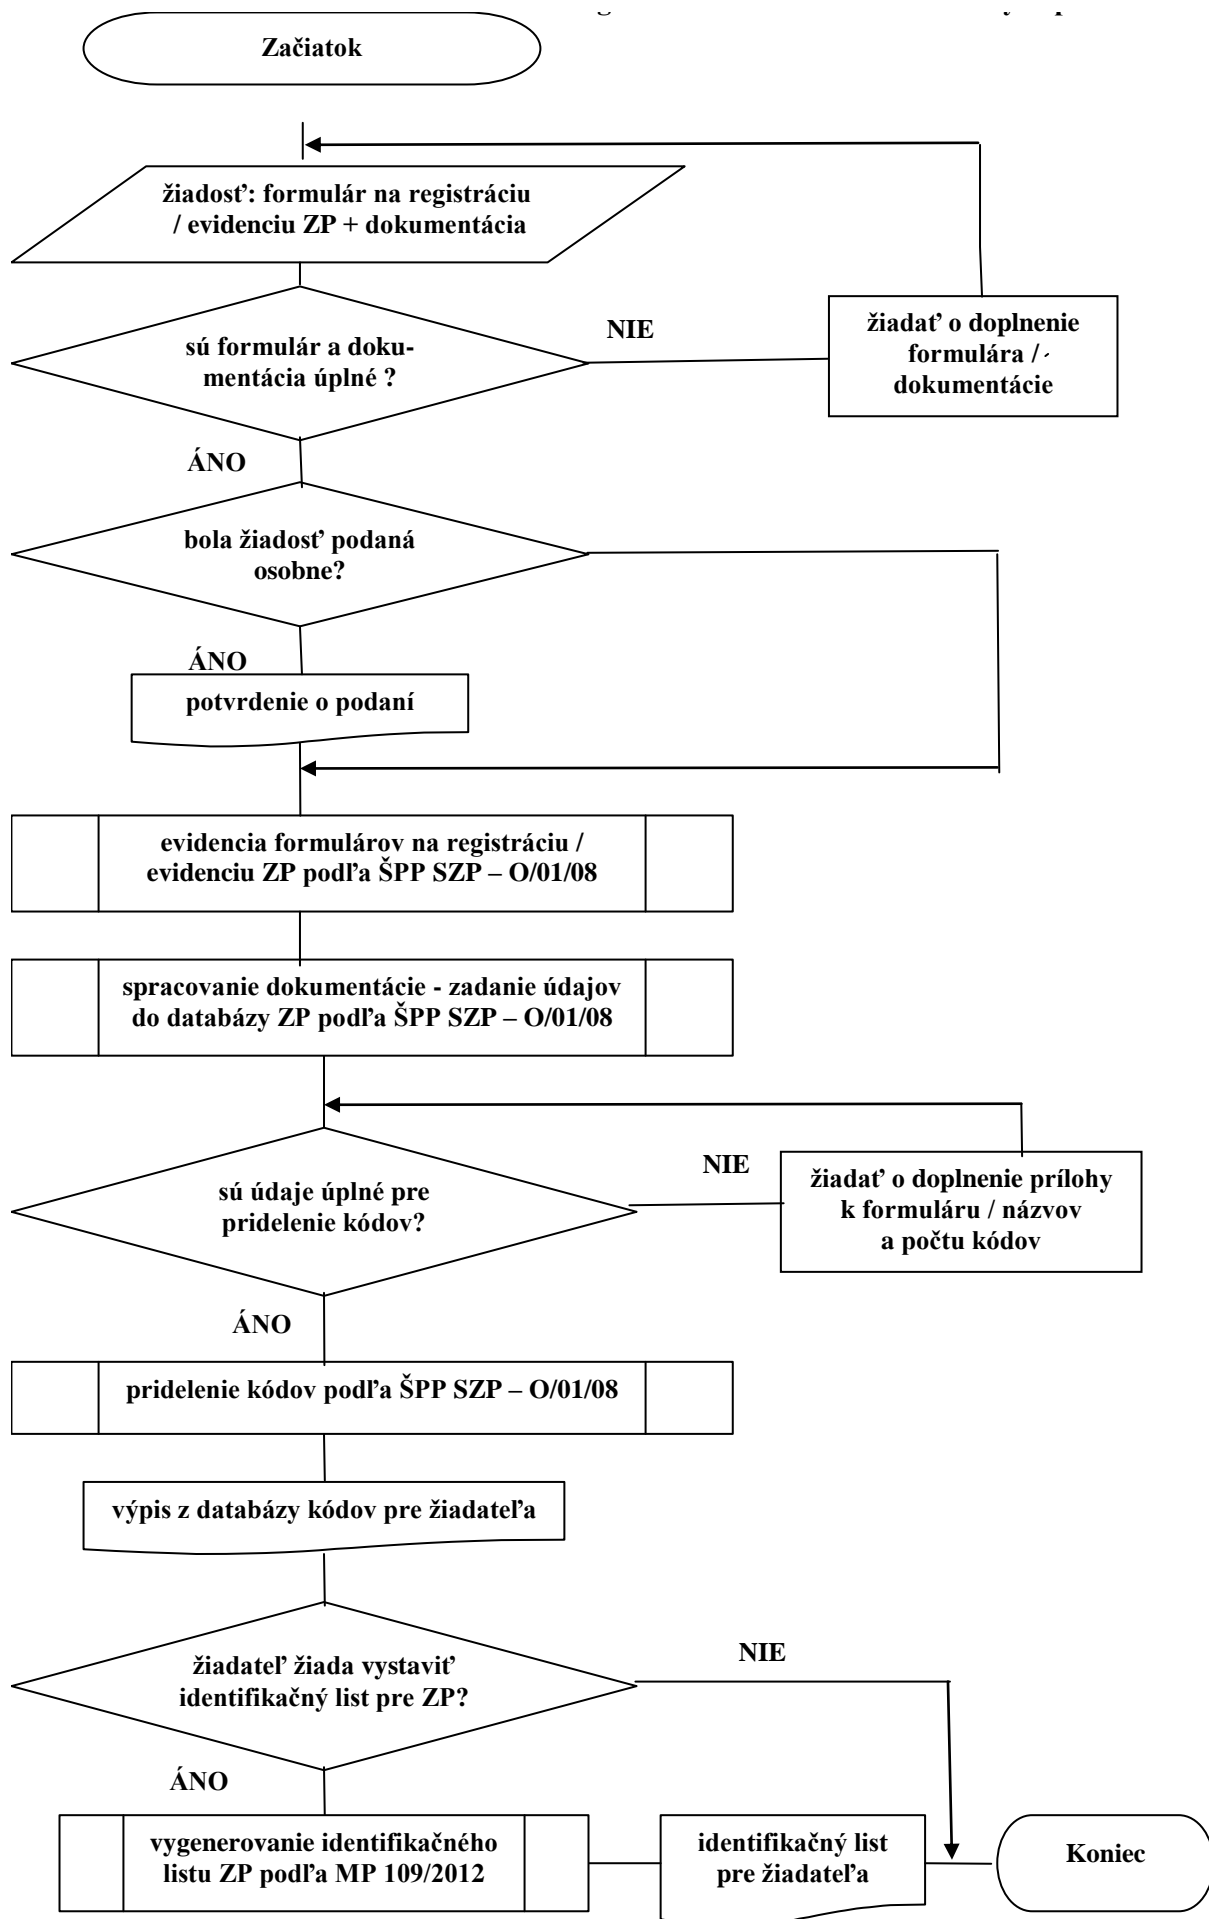 Začiatok
žiadosť: formulár na registráciu
/ evidenciu ZP + dokumentácia
sú formulár a doku-
mentácia úplné ?
NIE
žiadať o doplnenie
formulára /
dokumentácie
ÁNO
bola žiadosť podaná
osobne?
ÁNO
potvrdenie o podaní
evidencia formulárov na registráciu /
evidenciu ZP podľa ŠPP SZP – O/01/08
spracovanie dokumentácie - zadanie údajov
do databázy ZP podľa ŠPP SZP – O/01/08
sú údaje úplné pre
pridelenie kódov?
NIE
žiadať o doplnenie prílohy
k formuláru / názvov
a počtu kódov
ÁNO
pridelenie kódov podľa ŠPP SZP – O/01/08
výpis z databázy kódov pre žiadateľa
žiadateľ žiada vystaviť
identifikačný list pre ZP?
NIE
ÁNO
vygenerovanie identifikačného
listu ZP podľa MP 109/2012
identifikačný list
pre žiadateľa
Koniec